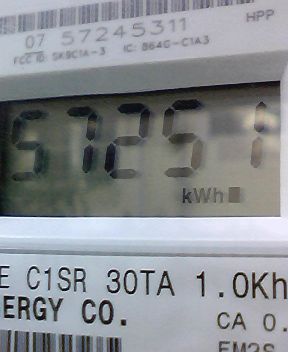 HPP
07 57245311
FCC ID: SK9C1A-3 IC: 864G-C1A3
57251
kWh
E C1SR 30TA 1.0Kh
ERGY CO.
CA 0.
EM2S